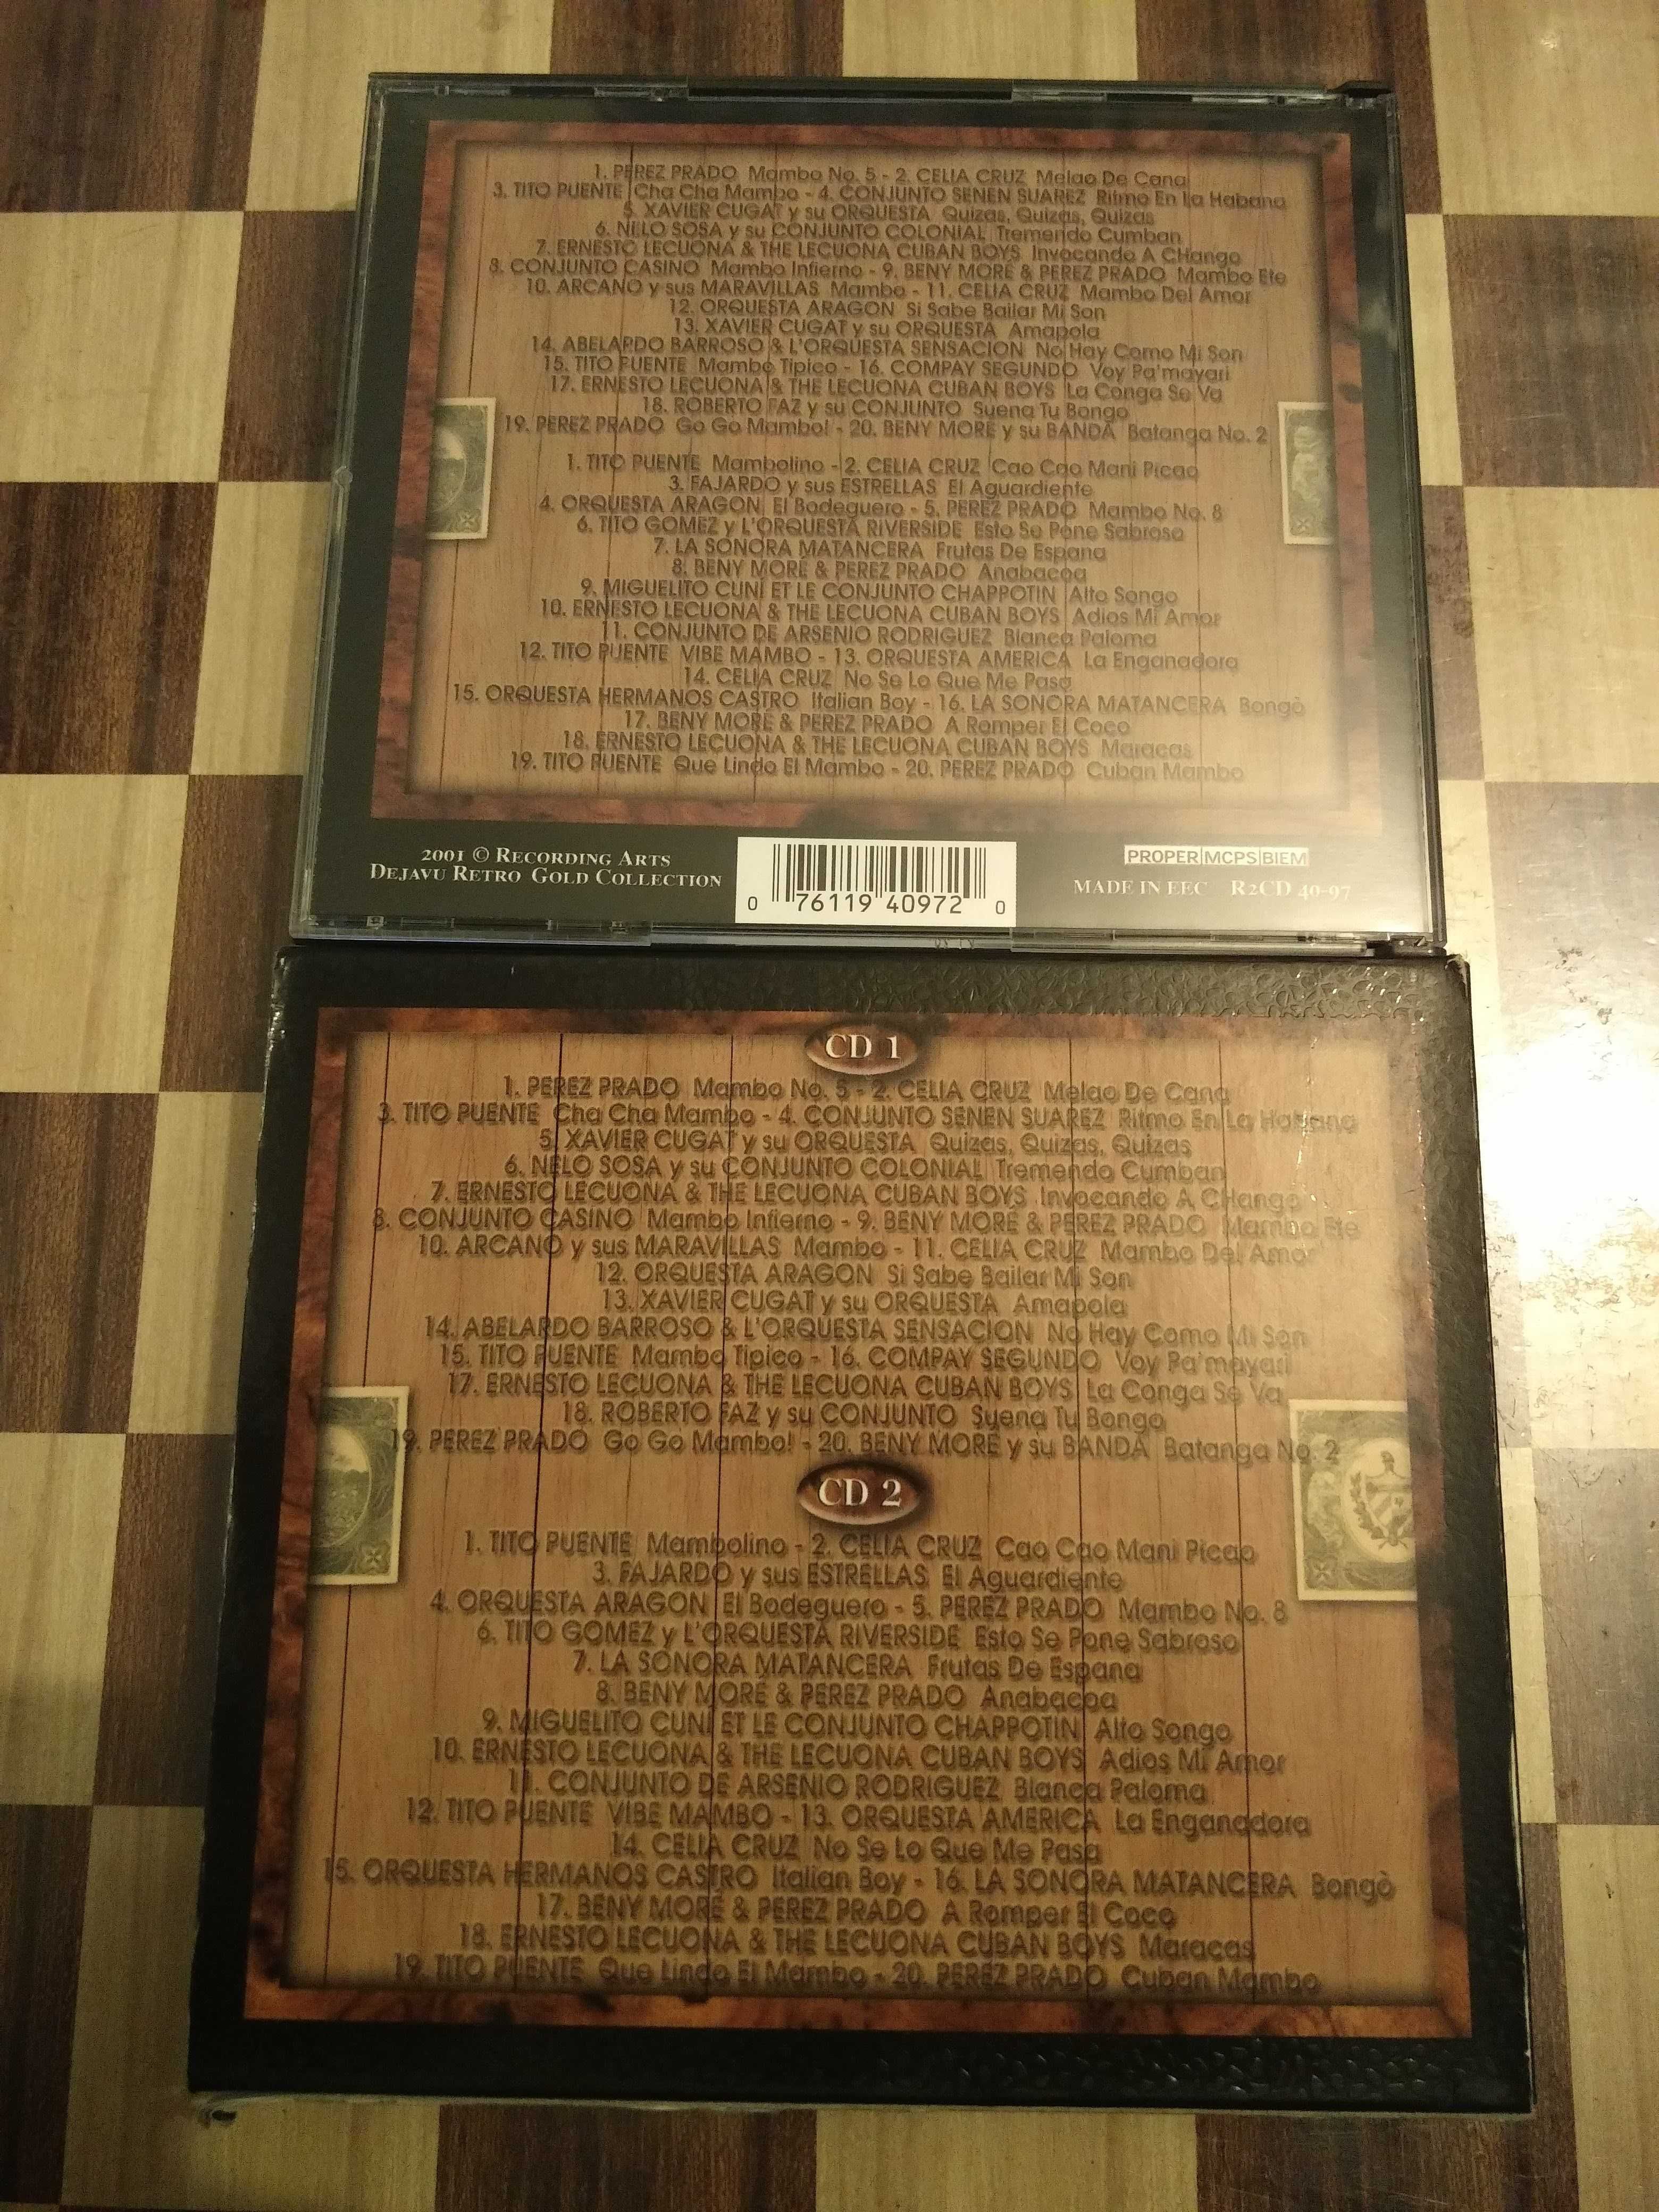 1. PEREZ PRADO Mambo No. 5 - 2. CELIA CRUZ Melao De Cana
3. TITO PUENTE Cha Cha Mambo - 4. CONJUNTO SENEN SUAREZ Ritmo En La Habana
5. XAVIER CUGAT y su ORQUESTA Quizas, Quizas, Quizas
6. NELO SOSA y su CONJUNTO COLONIAL Tremendo Cumban
7. ERNESTO LECUONA & THE LECUONA CUBAN BOYS Invocando A CHango
8. CONJUNTO CASINO Mambo Infierno - 9. BENY MORÉ & PEREZ PRADO Mambo Ete
10. ARCANO y sus MARAVILLAS Mambo - 11. CELIA CRUZ Mambo Del Amor
12. ORQUESTA ARAGON Si Sabe Bailar Mi Son
13. XAVIER CUGAT y su ORQUESTA Amapola
14. ABELARDO BARROSO & L'ORQUESTA SENSACION No Hay Como Mi Son
15. TITO PUENTE Mambo Tipico - 16. COMPAY SEGUNDO Voy Pa'mayari
17. ERNESTO LECUONA & THE LECUONA CUBAN BOYS La Conga Se Va
18. ROBERTO FAZ y su CONJUNTO Suena Tu Bongo
19. PEREZ PRADO Go Go Mambo! - 20. BENY MORÉ y su BANDA Batanga No. 2
1. TITO PUENTE Mambolino - 2. CELIA CRUZ Cao Cao Mani Picao
3. FAJARDO y sus ESTRELLAS El Aguardiente
4. ORQUESTA ARAGON El Bodeguero - 5. PEREZ PRADO Mambo No. 8
6. TITO GOMEZ y L'ORQUESTA RIVERSIDE Esto Se Pone Sabroso
7. LA SONORA MATANCERA Frutas De Espana
8. BENY MORÉ & PEREZ PRADO Anabacoa
9. MIGUELITO CUNÍ ET LE CONJUNTO CHAPPOTIN Alto Songo
10. ERNESTO LECUONA & THE LECUONA CUBAN BOYS Adios Mi Amor
11. CONJUNTO DE ARSENIO RODRIGUEZ Blanca Paloma
12. TITO PUENTE VIBE MAMBO - 13. ORQUESTA AMERICA La Enganadora
14. CELIA CRUZ No Se Lo Que Me Pasa
15. ORQUESTA HERMANOS CASTRO Italian Boy - 16. LA SONORA MATANCERA Bongò
17. BENY MORÉ & PEREZ PRADO A Romper El Coco
18. ERNESTO LECUONA & THE LECUONA CUBAN BOYS Maracas
19. TITO PUENTE Que Lindo El Mambo - 20. PEREZ PRADO Cuban Mambo
2001 © RECORDING ARTS
DEJAVU RETRO GOLD COLLECTION
0 76119 40972 0
PROPER MCPS BIEM
MADE IN EEC R2CD 40-97
CD 1
1. PEREZ PRADO Mambo No. 5 - 2. CELIA CRUZ Melao De Cana
3. TITO PUENTE Cha Cha Mambo - 4. CONJUNTO SENEN SUAREZ Ritmo En La Habana
5. XAVIER CUGAT y su ORQUESTA Quizas, Quizas, Quizas
6. NELO SOSA y su CONJUNTO COLONIAL Tremendo Cumban
7. ERNESTO LECUONA & THE LECUONA CUBAN BOYS Invocando A CHango
8. CONJUNTO CASINO Mambo Infierno - 9. BENY MORÉ & PEREZ PRADO Mambo Ete
10. ARCANO y sus MARAVILLAS Mambo - 11. CELIA CRUZ Mambo Del Amor
12. ORQUESTA ARAGON Si Sabe Bailar Mi Son
13. XAVIER CUGAT y su ORQUESTA Amapola
14. ABELARDO BARROSO & L'ORQUESTA SENSACION No Hay Como Mi Son
15. TITO PUENTE Mambo Tipico - 16. COMPAY SEGUNDO Voy Pa'mayari
17. ERNESTO LECUONA & THE LECUONA CUBAN BOYS La Conga Se Va
18. ROBERTO FAZ y su CONJUNTO Suena Tu Bongo
19. PEREZ PRADO Go Go Mambo! - 20. BENY MORÉ y su BANDA Batanga No. 2
CD 2
1. TITO PUENTE Mambolino - 2. CELIA CRUZ Cao Cao Mani Picao
3. FAJARDO y sus ESTRELLAS El Aguardiente
4. ORQUESTA ARAGON El Bodeguero - 5. PEREZ PRADO Mambo No. 8
6. TITO GOMEZ y L'ORQUESTA RIVERSIDE Esto Se Pone Sabroso
7. LA SONORA MATANCERA Frutas De Espana
8. BENY MORÉ & PEREZ PRADO Anabacoa
9. MIGUELITO CUNÍ ET LE CONJUNTO CHAPPOTIN Alto Songo
10. ERNESTO LECUONA & THE LECUONA CUBAN BOYS Adios Mi Amor
11. CONJUNTO DE ARSENIO RODRIGUEZ Blanca Paloma
12. TITO PUENTE VIBE MAMBO - 13. ORQUESTA AMERICA La Enganadora
14. CELIA CRUZ No Se Lo Que Me Pasa
15. ORQUESTA HERMANOS CASTRO Italian Boy - 16. LA SONORA MATANCERA Bongò
17. BENY MORÉ & PEREZ PRADO A Romper El Coco
18. ERNESTO LECUONA & THE LECUONA CUBAN BOYS Maracas
19. TITO PUENTE Que Lindo El Mambo - 20. PEREZ PRADO Cuban Mambo